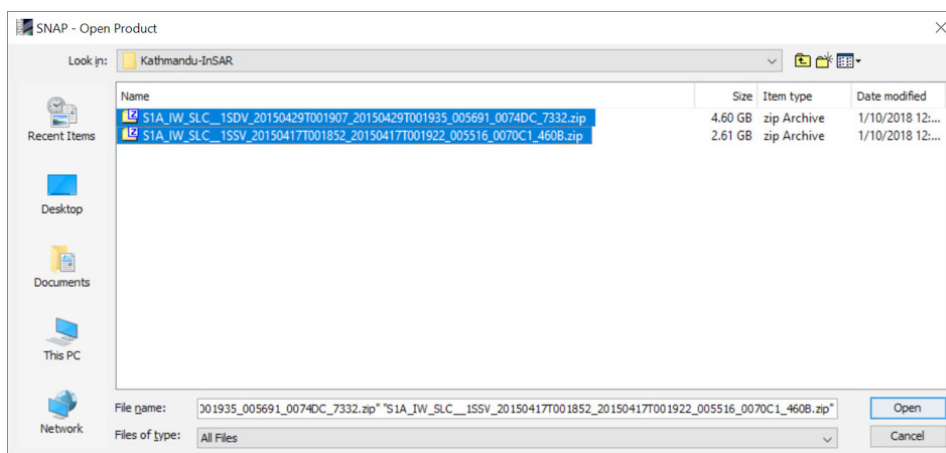 SNAP - Open Product
Look in: Kathmandu-InSAR
Name Size Item type Date modified
S1A_IW_SLC__1SDV_20150429T001907_20150429T001935_005691_0074DC_7332.zip 4.60 GB zip Archive 1/10/2018 12:...
S1A_IW_SLC__1SSV_20150417T001852_20150417T001922_005516_0070C1_460B.zip 2.61 GB zip Archive 1/10/2018 12:...
Recent Items
Desktop
Documents
This PC
Network
File name: 001935_005691_0074DC_7332.zip" "S1A_IW_SLC__1SSV_20150417T001852_20150417T001922_005516_0070C1_460B.zip" Open
Files of type: All Files Cancel